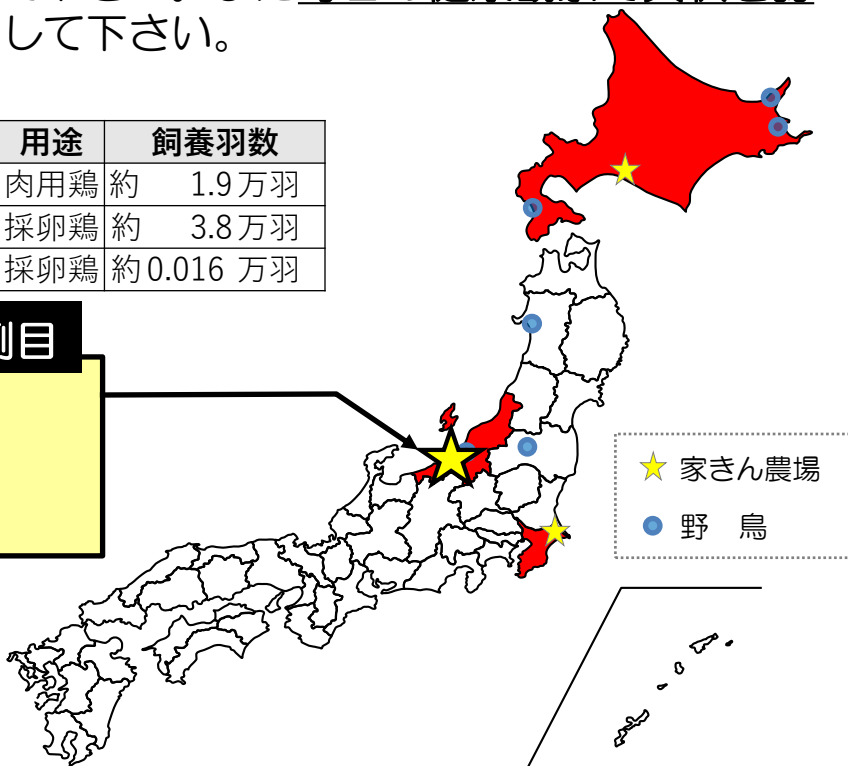 して下さい。
用途 飼養羽数
肉用鶏 約 1.9万羽
採卵鶏 約 3.8万羽
採卵鶏 約0.016 万羽
例目
家きん農場
野 鳥